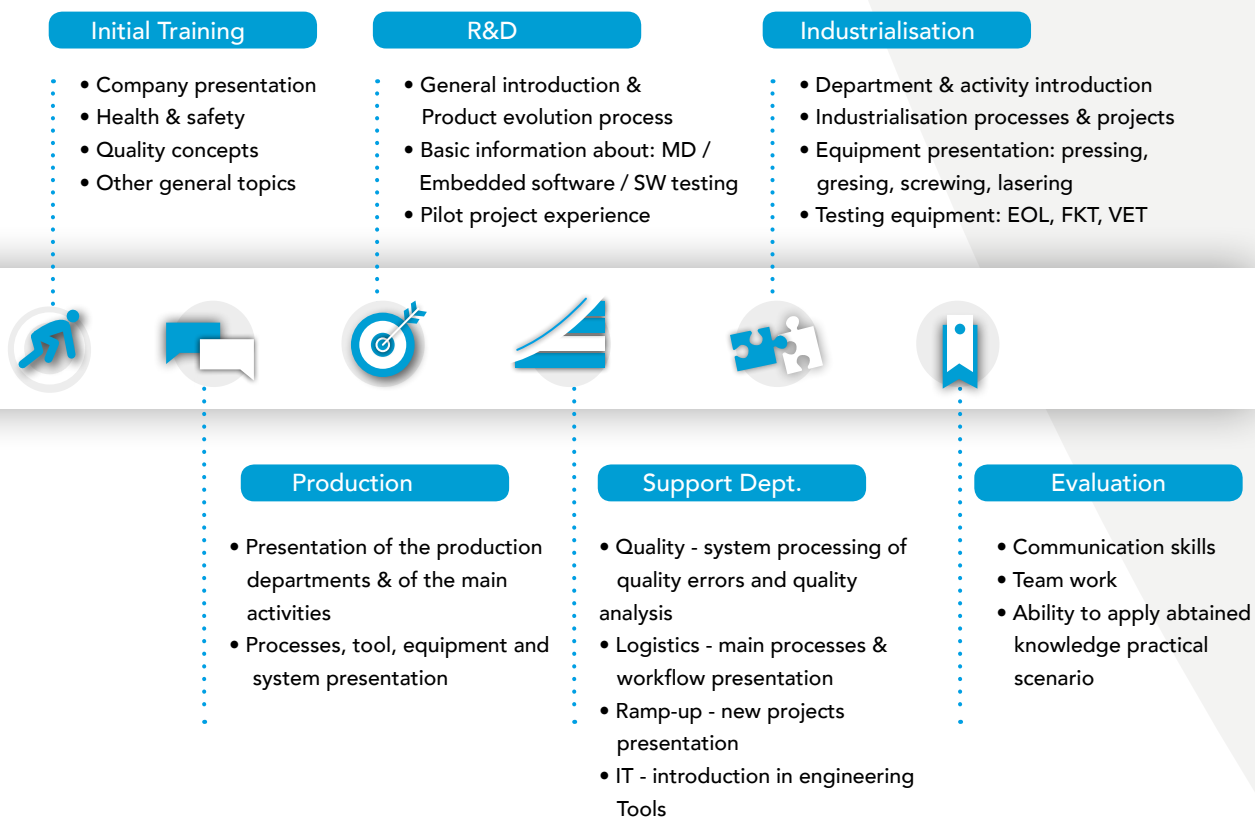 Initial Training
• Company presentation
• Health & safety
• Quality concepts
• Other general topics
R&D
• General introduction &
Product evolution process
• Basic information about: MD /
Embedded software / SW testing
• Pilot project experience
Industrialisation
• Department & activity introduction
• Industrialisation processes & projects
• Equipment presentation: pressing,
gresing, screwing, lasering
• Testing equipment: EOL, FKT, VET
Production
• Presentation of the production
departments & of the main
activities
• Processes, tool, equipment and
system presentation
Support Dept.
• Quality - system processing of
quality errors and quality
analysis
• Logistics - main processes &
workflow presentation
• Ramp-up - new projects
presentation
• IT - introduction in engineering
Tools
Evaluation
• Communication skills
• Team work
• Ability to apply abtained
knowledge practical
scenario